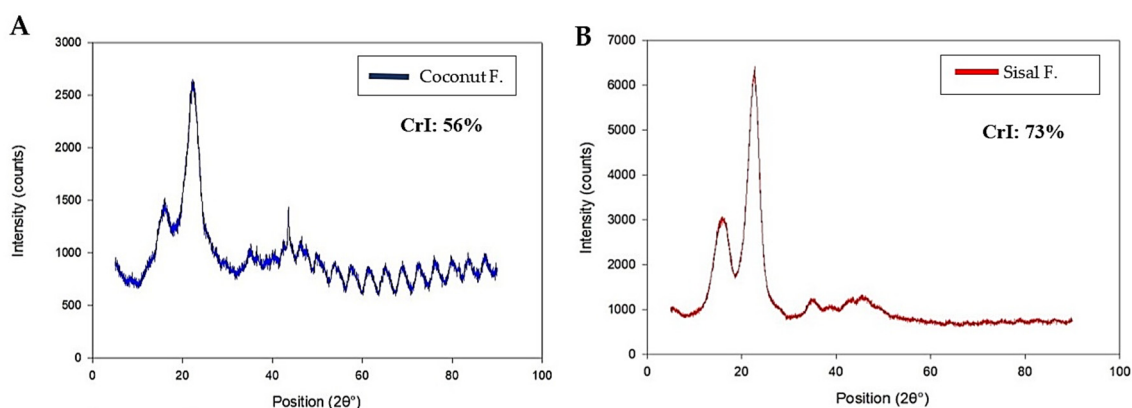 A
3000
2500
2000
1500
1000
500
0
0 20 40 60 80 100
Intensity (counts)
Position (2θ°)
Coconut F.
CrI: 56%
B
7000
6000
5000
4000
3000
2000
1000
0
0 20 40 60 80 100
Intensity (counts)
Position (2θ°)
Sisal F.
CrI: 73%